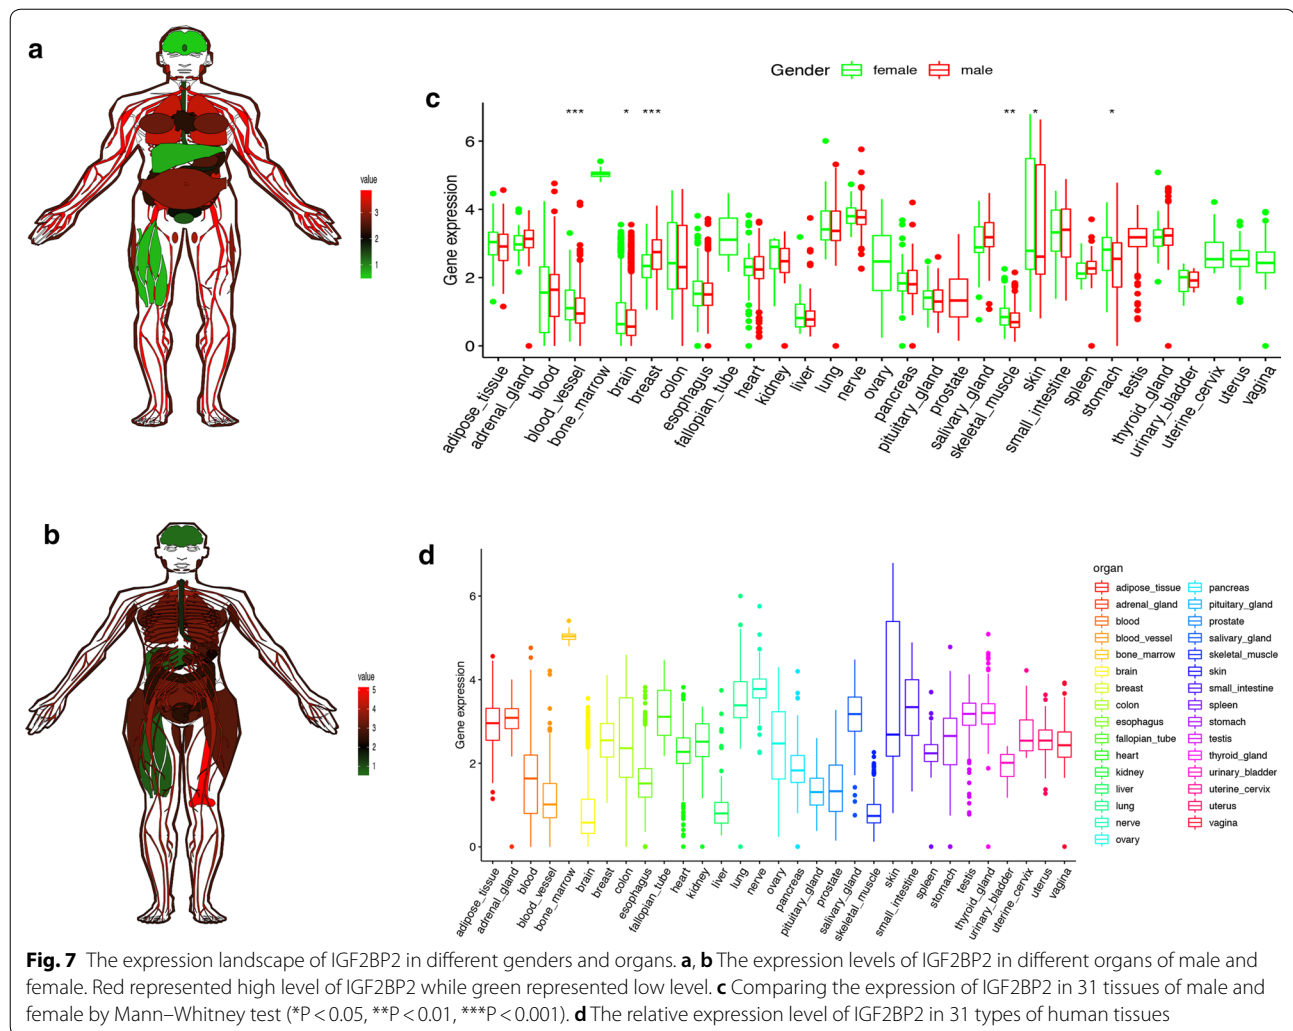 a
value
3
2
1
b
value
5
4
3
2
1
c
Gender female male
*** * *** ** * *
Gene expression
6
4
2
0
adipose_tissue
adrenal_gland
blood
blood_vessel
bone_marrow
brain
breast
colon
esophagus
fallopian_tube
heart
kidney
liver
lung
nerve
ovary
pancreas
pituitary_gland
prostate
salivary_gland
skeletal_muscle
skin
small_intestine
spleen
stomach
testis
thyroid_gland
urinary_bladder
uterine_cervix
uterus
vagina
d
Gene expression
6
4
2
0
adipose_tissue
adrenal_gland
blood
blood_vessel
bone_marrow
brain
breast
colon
esophagus
fallopian_tube
heart
kidney
liver
lung
nerve
ovary
pancreas
pituitary_gland
prostate
salivary_gland
skeletal_muscle
skin
small_intestine
spleen
stomach
testis
thyroid_gland
urinary_bladder
uterine_cervix
uterus
vagina
organ
adipose_tissue
adrenal_gland
blood
blood_vessel
bone_marrow
brain
breast
colon
esophagus
fallopian_tube
heart
kidney
liver
lung
nerve
ovary
pancreas
pituitary_gland
prostate
salivary_gland
skeletal_muscle
skin
small_intestine
spleen
stomach
testis
thyroid_gland
urinary_bladder
uterine_cervix
uterus
vagina
Fig. 7 The expression landscape of IGF2BP2 in different genders and organs. a, b The expression levels of IGF2BP2 in different organs of male and
female. Red represented high level of IGF2BP2 while green represented low level. c Comparing the expression of IGF2BP2 in 31 tissues of male and
female by Mann–Whitney test (*P < 0.05, **P < 0.01, ***P < 0.001). d The relative expression level of IGF2BP2 in 31 types of human tissues